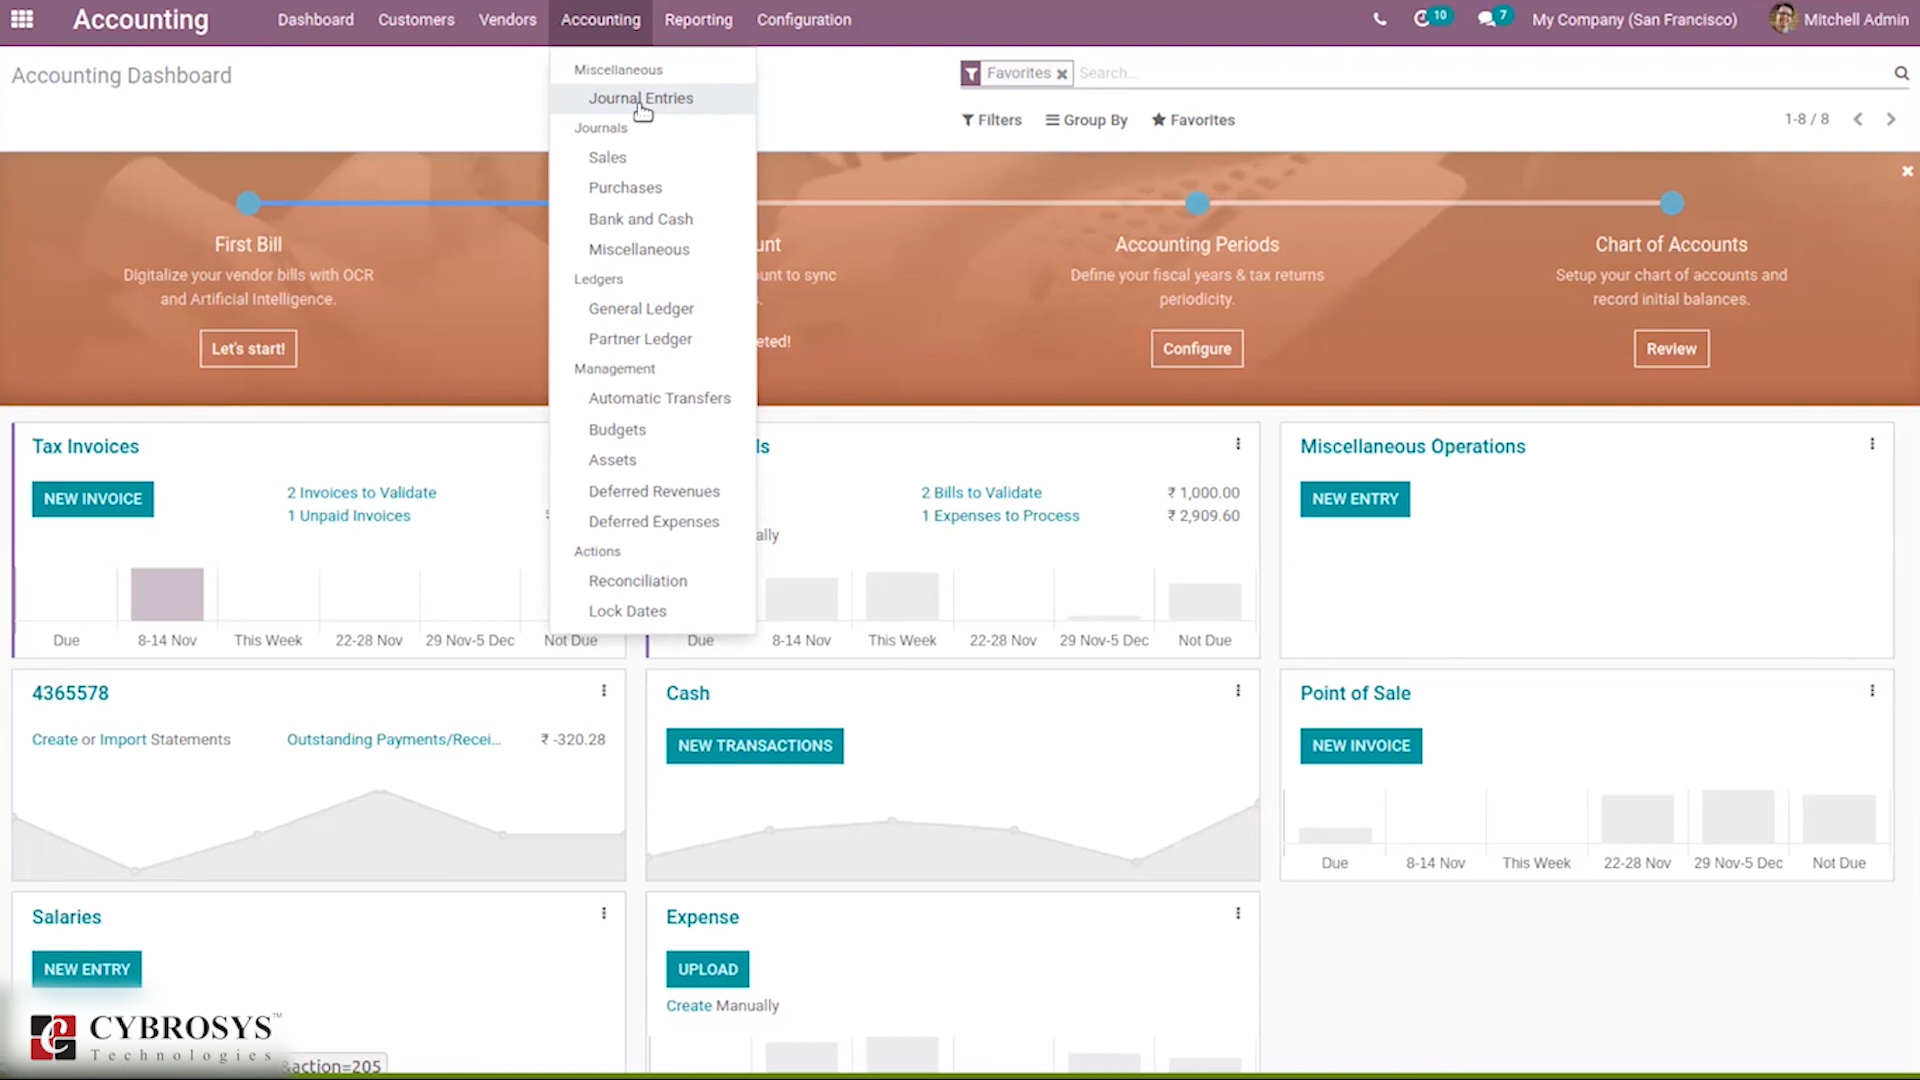 Accounting
Dashboard
Customers
Vendors
Accounting
Reporting
Configuration
10
7
My Company (San Francisco)
Mitchell Admin
Accounting Dashboard
Favorites
Search...
Filters
Group By
Favorites
1-8 / 8
Miscellaneous
Journal Entries
Journals
Sales
Purchases
Bank and Cash
Miscellaneous
Ledgers
General Ledger
Partner Ledger
Management
Automatic Transfers
Budgets
Assets
Deferred Revenues
Deferred Expenses
Actions
Reconciliation
Lock Dates
First Bill
Digitalize your vendor bills with OCR
and Artificial Intelligence.
Let's start!
unt
unt to sync
s.
eted!
Accounting Periods
Define your fiscal years & tax returns
periodicity.
Configure
Chart of Accounts
Setup your chart of accounts and
record initial balances.
Review
Tax Invoices
NEW INVOICE
2 Invoices to Validate
1 Unpaid Invoices
Due
8-14 Nov
This Week
22-28 Nov
29 Nov-5 Dec
Not Due
ls
ally
2 Bills to Validate
₹ 1,000.00
1 Expenses to Process
₹ 2,909.60
Due
8-14 Nov
This Week
22-28 Nov
29 Nov-5 Dec
Not Due
Miscellaneous Operations
NEW ENTRY
4365578
Create or Import Statements
Outstanding Payments/Recei...
₹ -320.28
Cash
NEW TRANSACTIONS
Point of Sale
NEW INVOICE
Due
8-14 Nov
This Week
22-28 Nov
29 Nov-5 Dec
Not Due
Salaries
NEW ENTRY
Expense
UPLOAD
Create Manually
CYBROSYS™
Technologies
&action=205